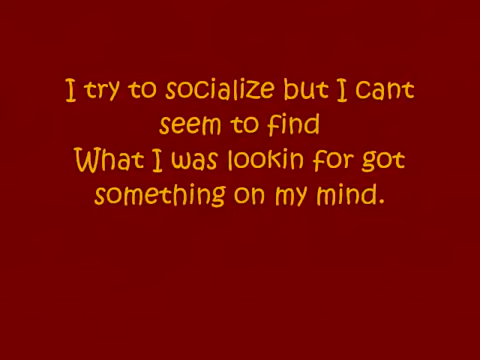 I try to socialize but I cant
seem to find
What I was lookin for got
something on my mind.